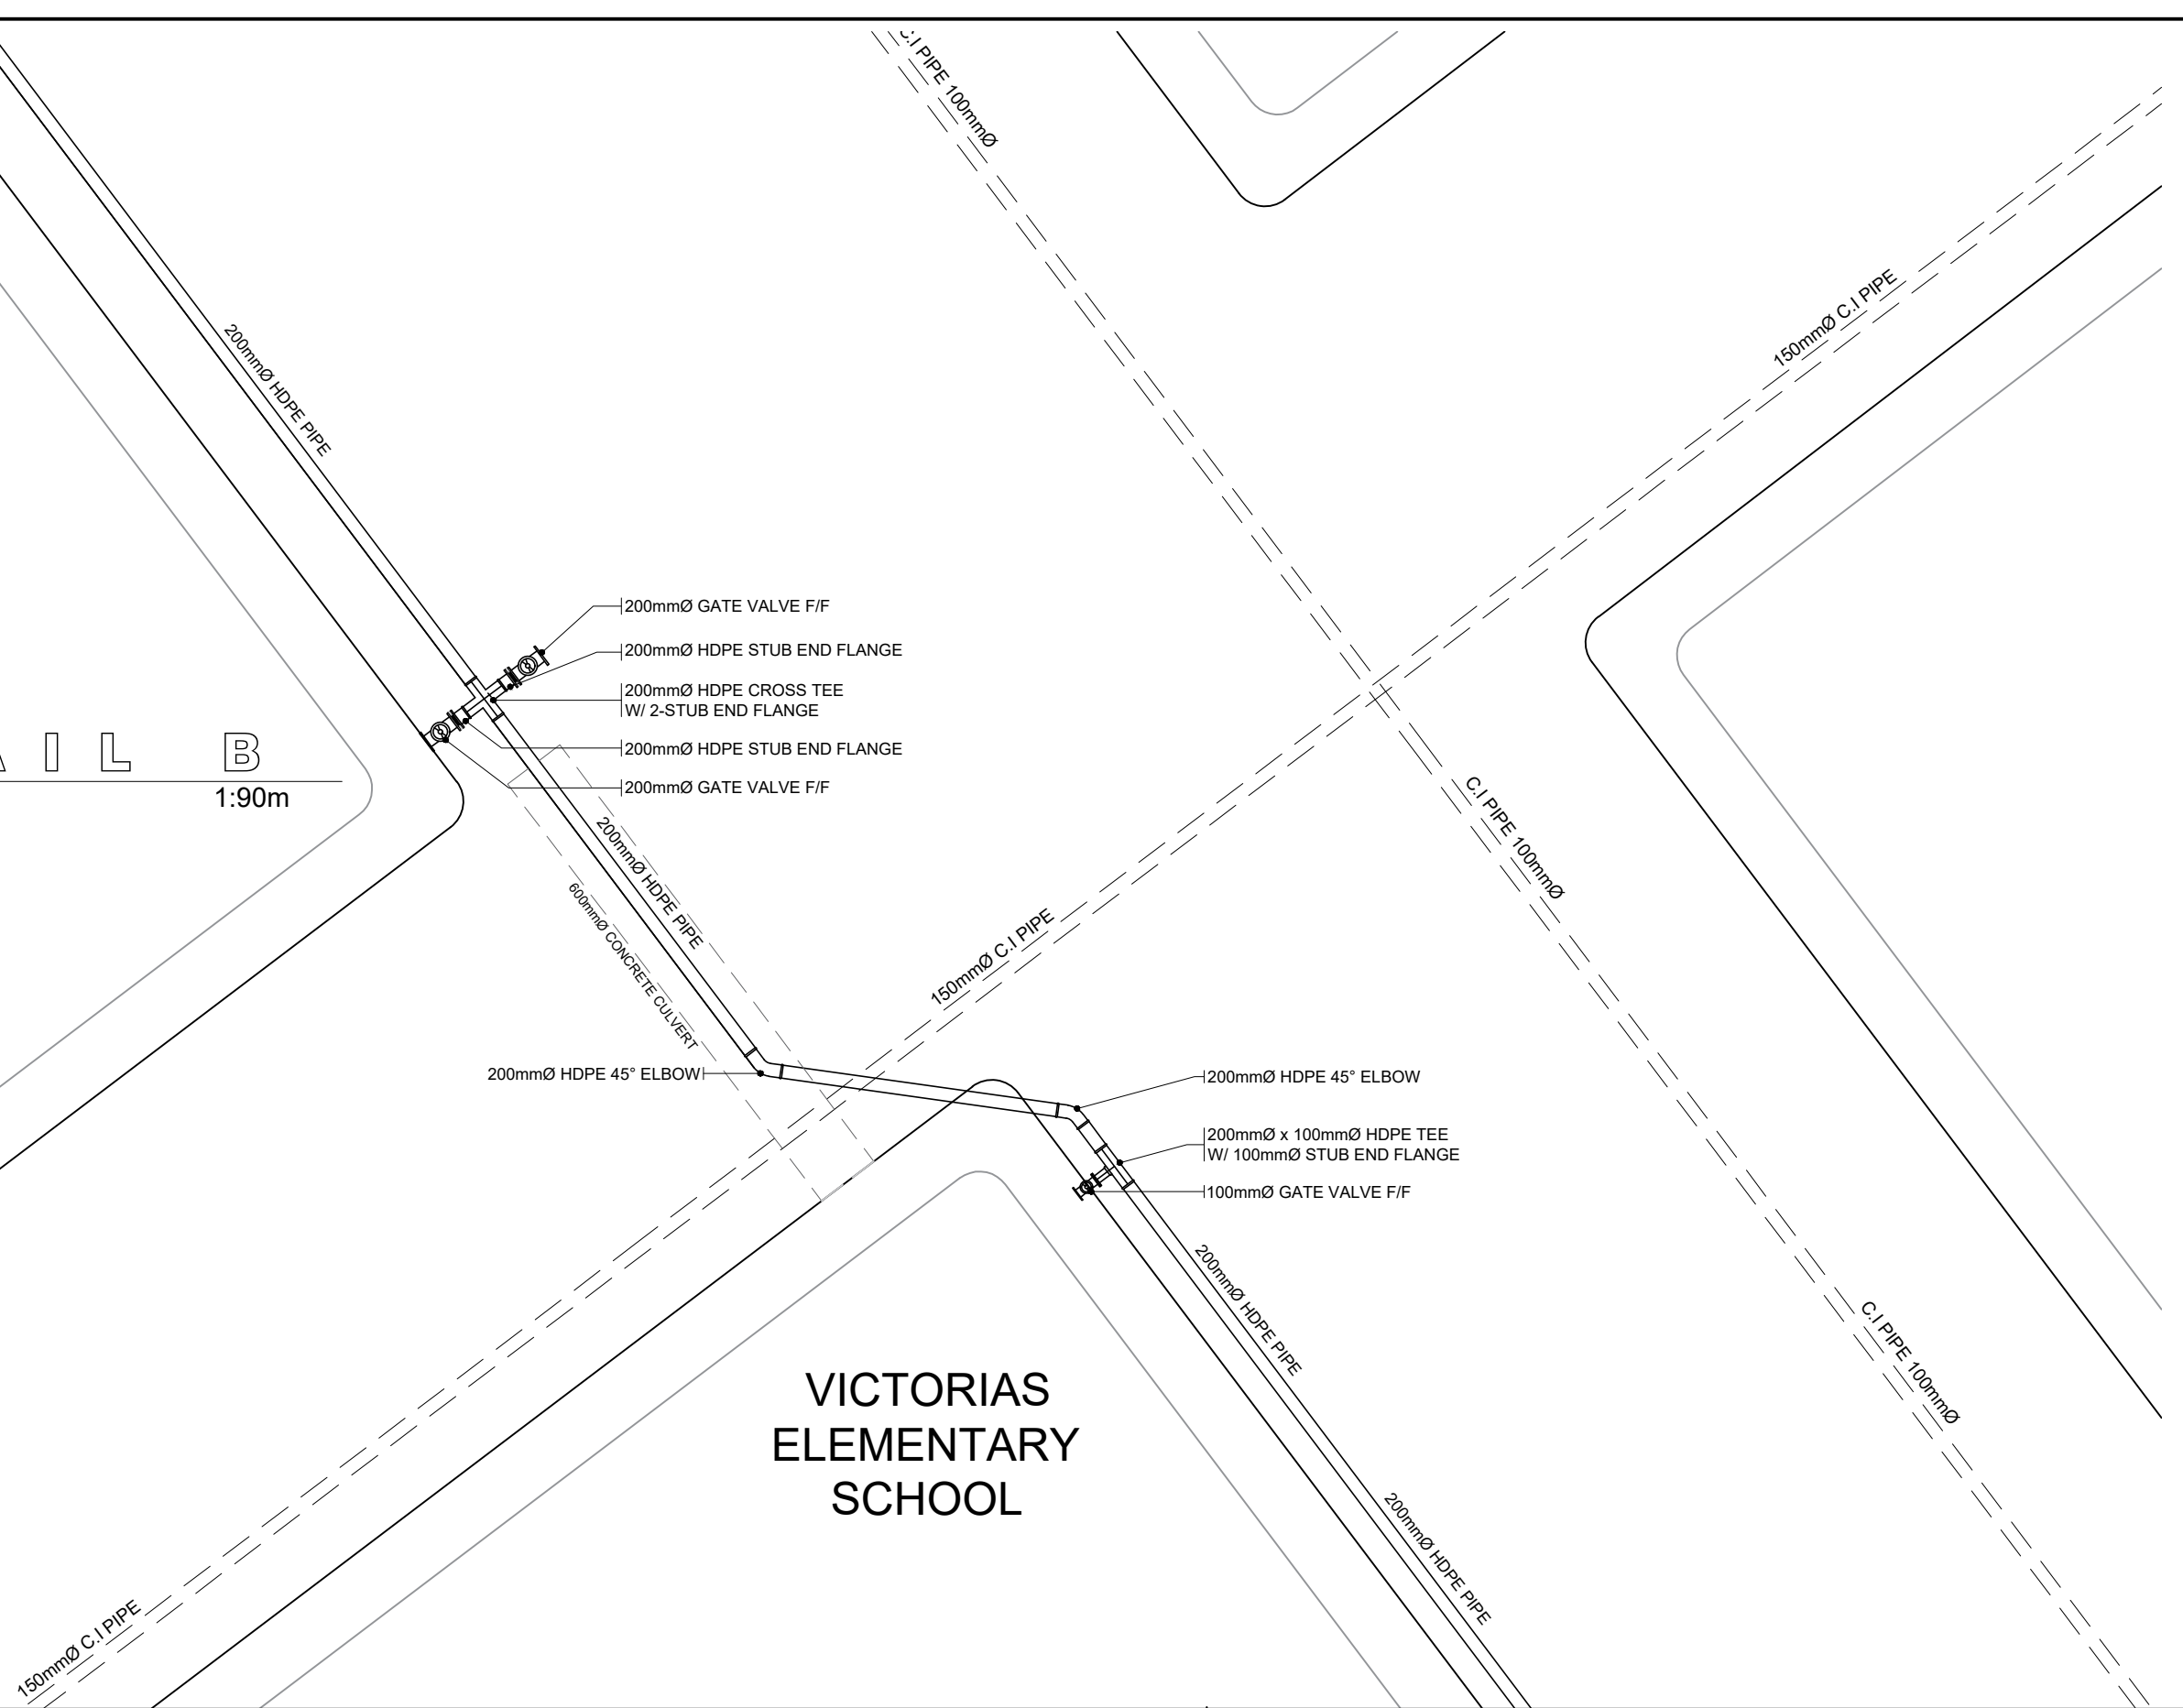 C.I PIPE 100mmØ
150mmØ C.I PIPE
200mmØ HDPE PIPE
200mmØ GATE VALVE F/F
200mmØ HDPE STUB END FLANGE
200mmØ HDPE CROSS TEE
W/ 2-STUB END FLANGE
200mmØ HDPE STUB END FLANGE
200mmØ GATE VALVE F/F
A I L B
1:90m
C.I PIPE 100mmØ
200mmØ HDPE PIPE
600mmØ CONCRETE CULVERT
150mmØ C.I PIPE
200mmØ HDPE 45° ELBOW
200mmØ HDPE 45° ELBOW
200mmØ x 100mmØ HDPE TEE
W/ 100mmØ STUB END FLANGE
100mmØ GATE VALVE F/F
200mmØ HDPE PIPE
C.I PIPE 100mmØ
VICTORIAS
ELEMENTARY
SCHOOL
200mmØ HDPE PIPE
150mmØ C.I PIPE